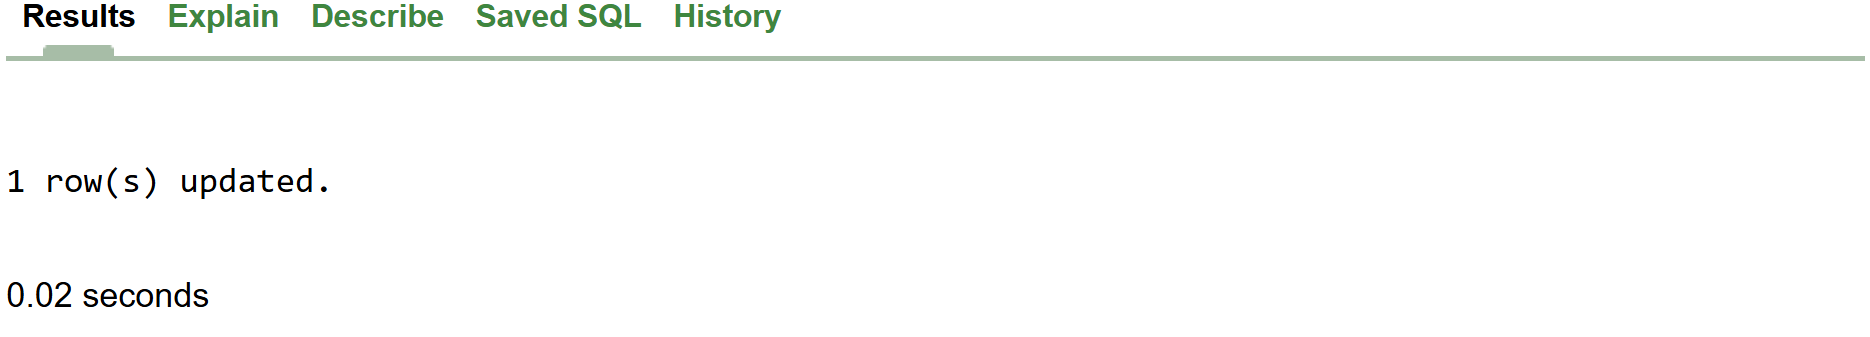 Results Explain Describe Saved SQL History
1 row(s) updated.
0.02 seconds